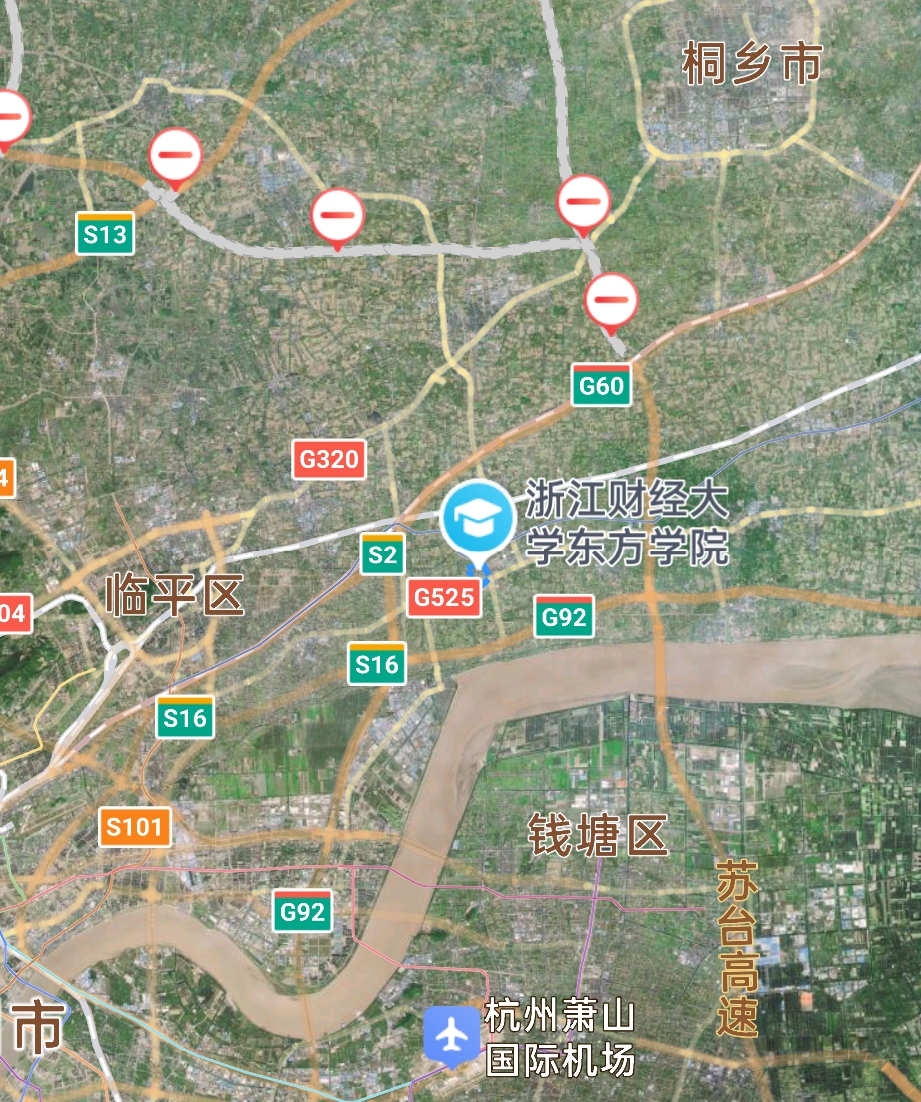 桐乡市
S13
G60
G320
4
浙江财经大
学东方学院
S2
临平区
G525
04
G92
S16
S16
钱塘区
S101
苏台高速
G92
市
杭州萧山
国际机场